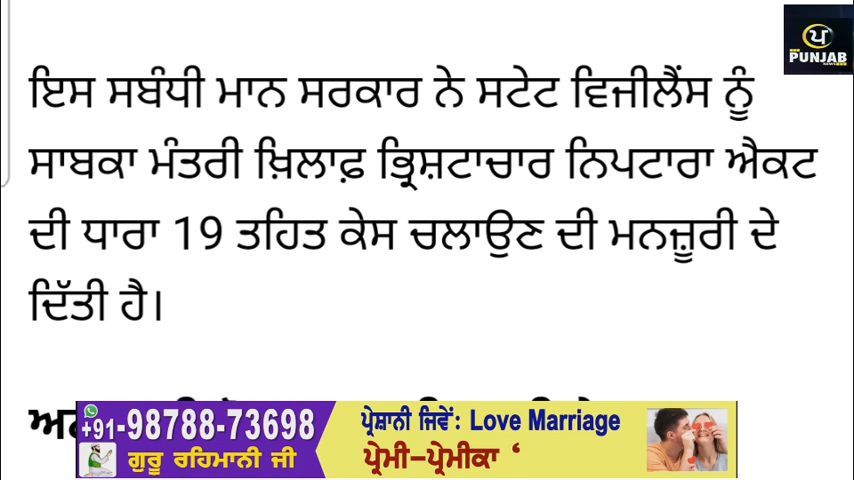 ਪ
PUNJAB
ਇਸ ਸਬੰਧੀ ਮਾਨ ਸਰਕਾਰ ਨੇ ਸਟੇਟ ਵਿਜੀਲੈਂਸ ਨੂੰ
ਸਾਬਕਾ ਮੰਤਰੀ ਖ਼ਿਲਾਫ਼ ਭ੍ਰਿਸ਼ਟਾਚਾਰ ਨਿਪਟਾਰਾ ਐਕਟ
ਦੀ ਧਾਰਾ 19 ਤਹਿਤ ਕੇਸ ਚਲਾਉਣ ਦੀ ਮਨਜ਼ੂਰੀ ਦੇ
ਦਿੱਤੀ ਹੈ।
+91-98788-73698
ਗੁਰੂ ਰਹਿਮਾਨੀ ਜੀ
ਪ੍ਰੇਸ਼ਾਨੀ ਜਿਵੇਂ: Love Marriage
ਪ੍ਰੇਮੀ-ਪ੍ਰੇਮੀਕਾ ‘